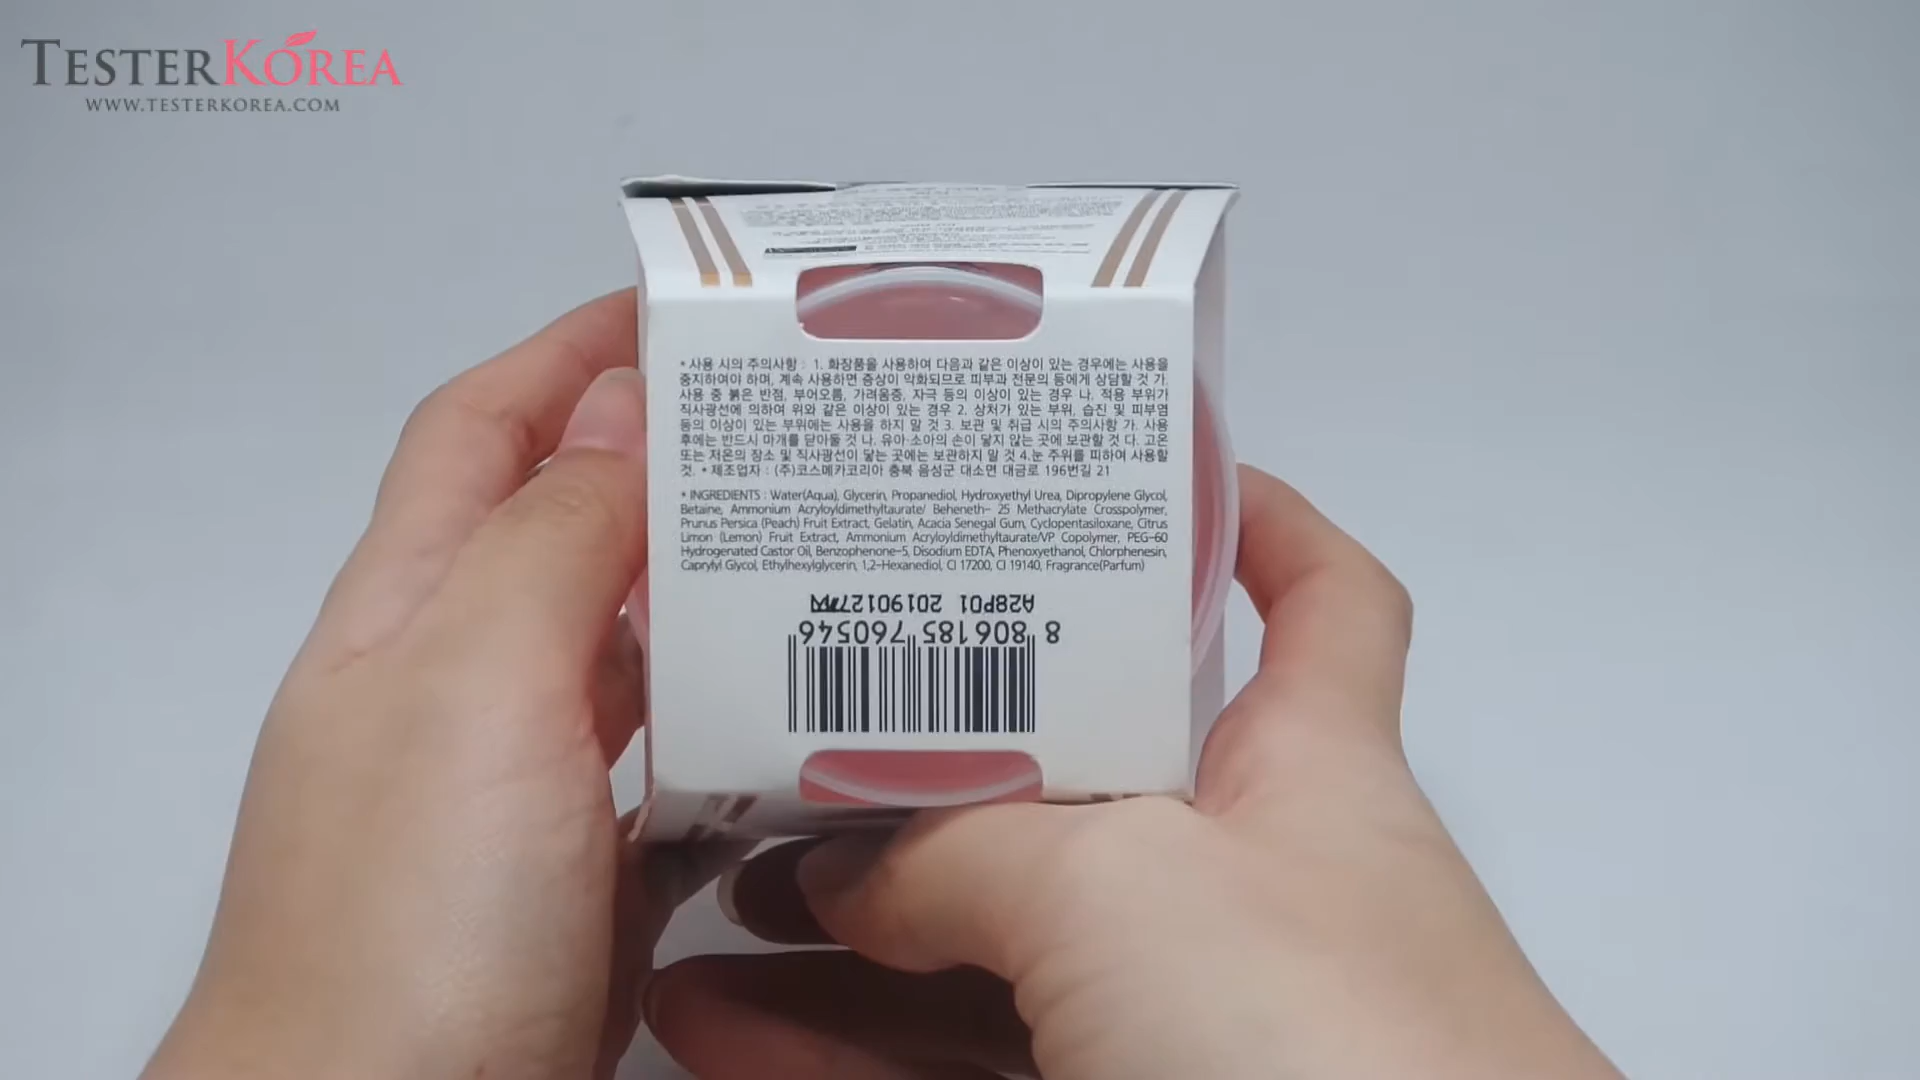 TESTERKOREA
WWW.TESTERKOREA.COM
* 사용 시의 주의사항 : 1. 화장품을 사용하여 다음과 같은 이상이 있는 경우에는 사용을
중지하여야 하며, 계속 사용하면 증상이 악화되므로 피부과 전문의 등에게 상담할 것 가.
사용 중 붉은 반점, 부어오름, 가려움증, 자극 등의 이상이 있는 경우 나. 적용 부위가
직사광선에 의하여 위와 같은 이상이 있는 경우 2. 상처가 있는 부위, 습진 및 피부염
등의 이상이 있는 부위에는 사용을 하지 말 것 3. 보관 및 취급 시의 주의사항 가. 사용
후에는 반드시 마개를 닫아둘 것 나. 유아·소아의 손이 닿지 않는 곳에 보관할 것 다. 고온
또는 저온의 장소 및 직사광선이 닿는 곳에는 보관하지 말 것 4.눈 주위를 피하여 사용할
것. * 제조업자 : (주)코스메카코리아 충북 음성군 대소면 대금로 196번길 21
* INGREDIENTS : Water(Aqua), Glycerin, Propanediol, Hydroxyethyl Urea, Dipropylene Glycol,
Betaine, Ammonium Acryloyldimethyltaurate/ Beheneth- 25 Methacrylate Crosspolymer,
Prunus Persica (Peach) Fruit Extract, Gelatin, Acacia Senegal Gum, Cyclopentasiloxane, Citrus
Limon (Lemon) Fruit Extract, Ammonium Acryloyldimethyltaurate/VP Copolymer, PEG-60
Hydrogenated Castor Oil, Benzophenone-5, Disodium EDTA, Phenoxyethanol, Chlorphenesin,
Caprylyl Glycol, Ethylhexylglycerin, 1,2-Hexanediol, CI 17200, CI 19140, Fragrance(Parfum)
A28P01 20190127
8 806185 760546